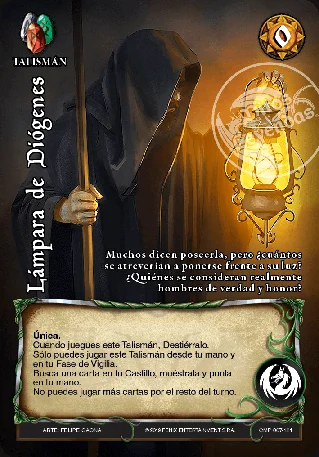 TALISMÁN
0
Lámpara de Diógenes
Muchos dicen poseerla, pero ¿cuántos
se atreverían a ponerse frente a su luz?
¿Quiénes se consideran realmente
hombres de verdad y honor?
Única.
Cuando juegues este Talismán, Destiérralo.
Sólo puedes jugar este Talismán desde tu mano y
en tu Fase de Vigilia.
Busca una carta en tu Castillo, muéstrala y ponla
en tu mano.
No puedes jugar más cartas por el resto del turno.
ARTE: FELIPE GAONA